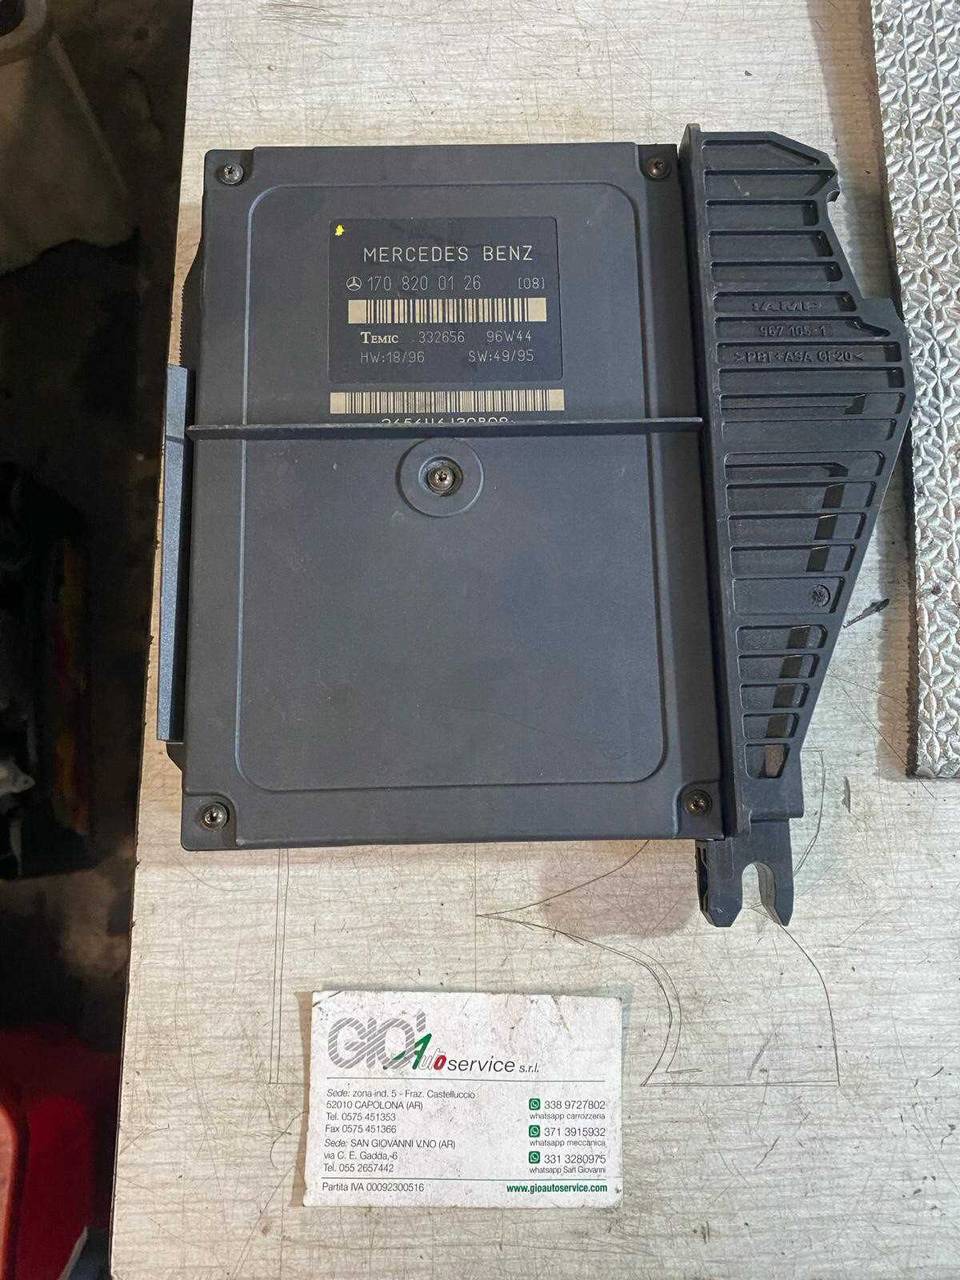 MERCEDES BENZ
170 820 01 26 [08]
TEMIC 332656 96W44
HW:18/96 SW:49/95
967 105-1
GIO' Auto service s.r.l.
Sede: zona ind. 5 - Fraz. Castelluccio
52010 CAPOLONA (AR)
Tel. 0575 451353
Fax 0575 451366
Sede: SAN GIOVANNI V.NO (AR)
via C. E. Gadda, 6
Tel. 055 2657442
338 9727802
whatsapp carrozzeria
371 3915932
whatsapp meccanica
331 3280975
whatsapp San Giovanni
Partita IVA 00092300516
www.gioautoservice.com